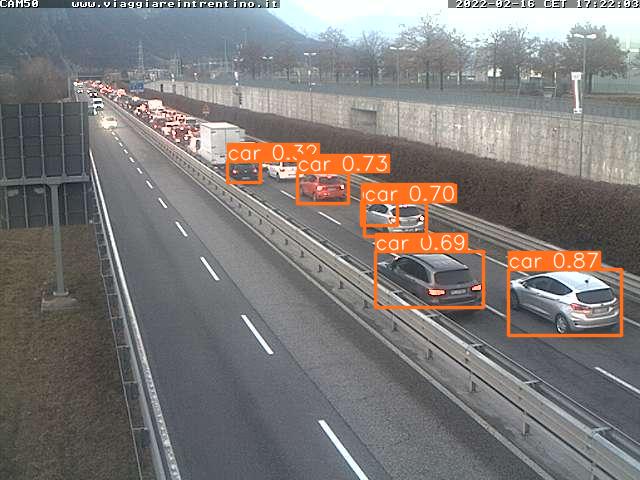 CAM50 www.viaggiareintrentino.it 2022-02-16 CET 17:22:03
car 0.32
car 0.73
car 0.70
car 0.69
car 0.87